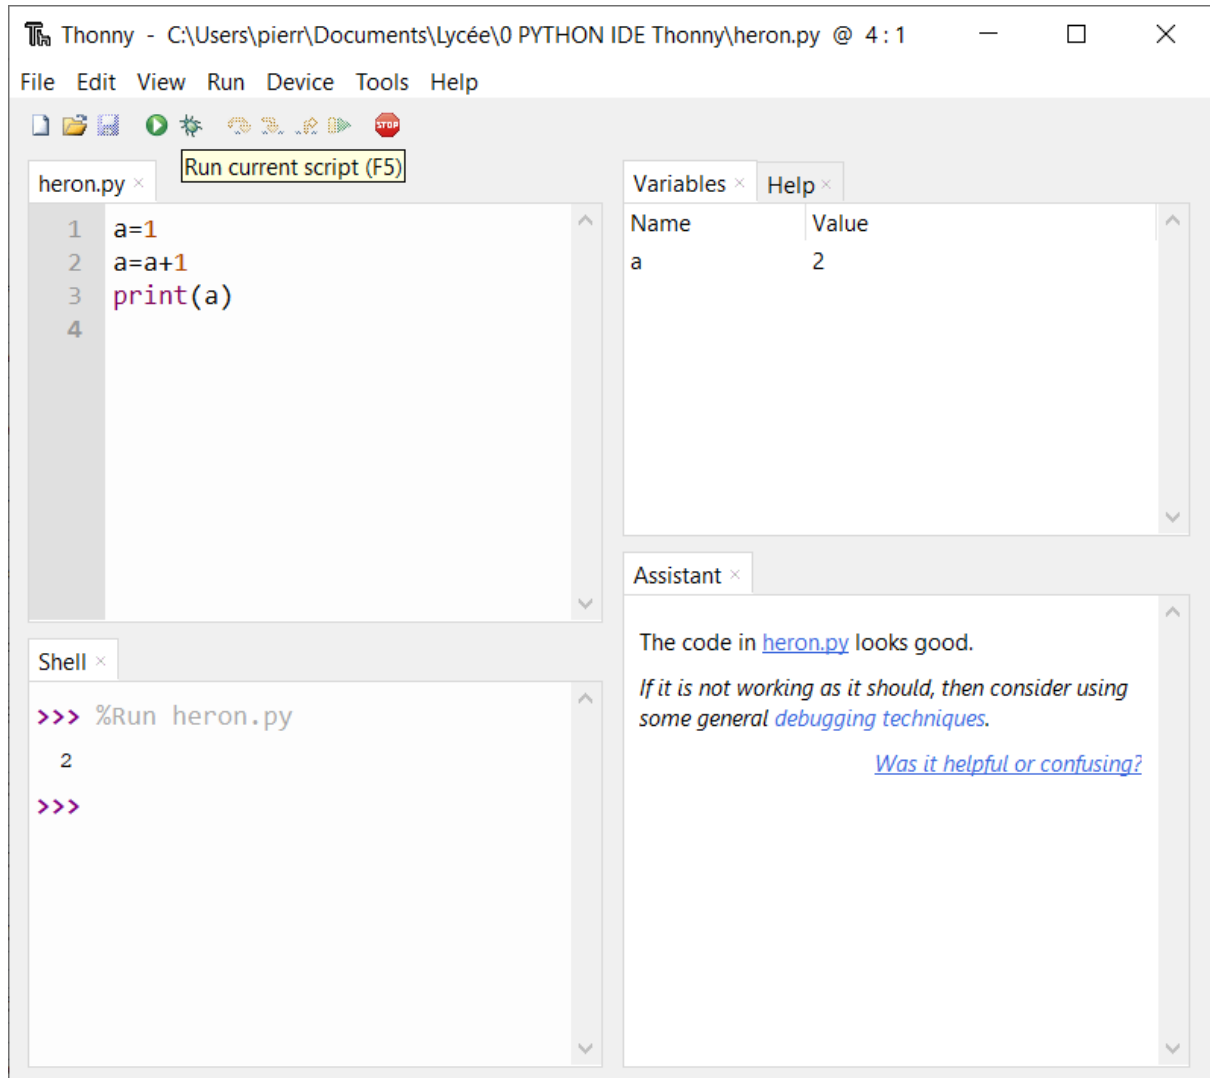 Thonny - C:\Users\pierr\Documents\Lycée\0 PYTHON IDE Thonny\heron.py @ 4 : 1
File Edit View Run Device Tools Help
STOP
Run current script (F5)
heron.py
1 a=1
2 a=a+1
3 print(a)
4
Shell
>>> %Run heron.py
2
>>>
Variables Help
Name Value
a 2
Assistant
The code in heron.py looks good.
If it is not working as it should, then consider using
some general debugging techniques.
Was it helpful or confusing?